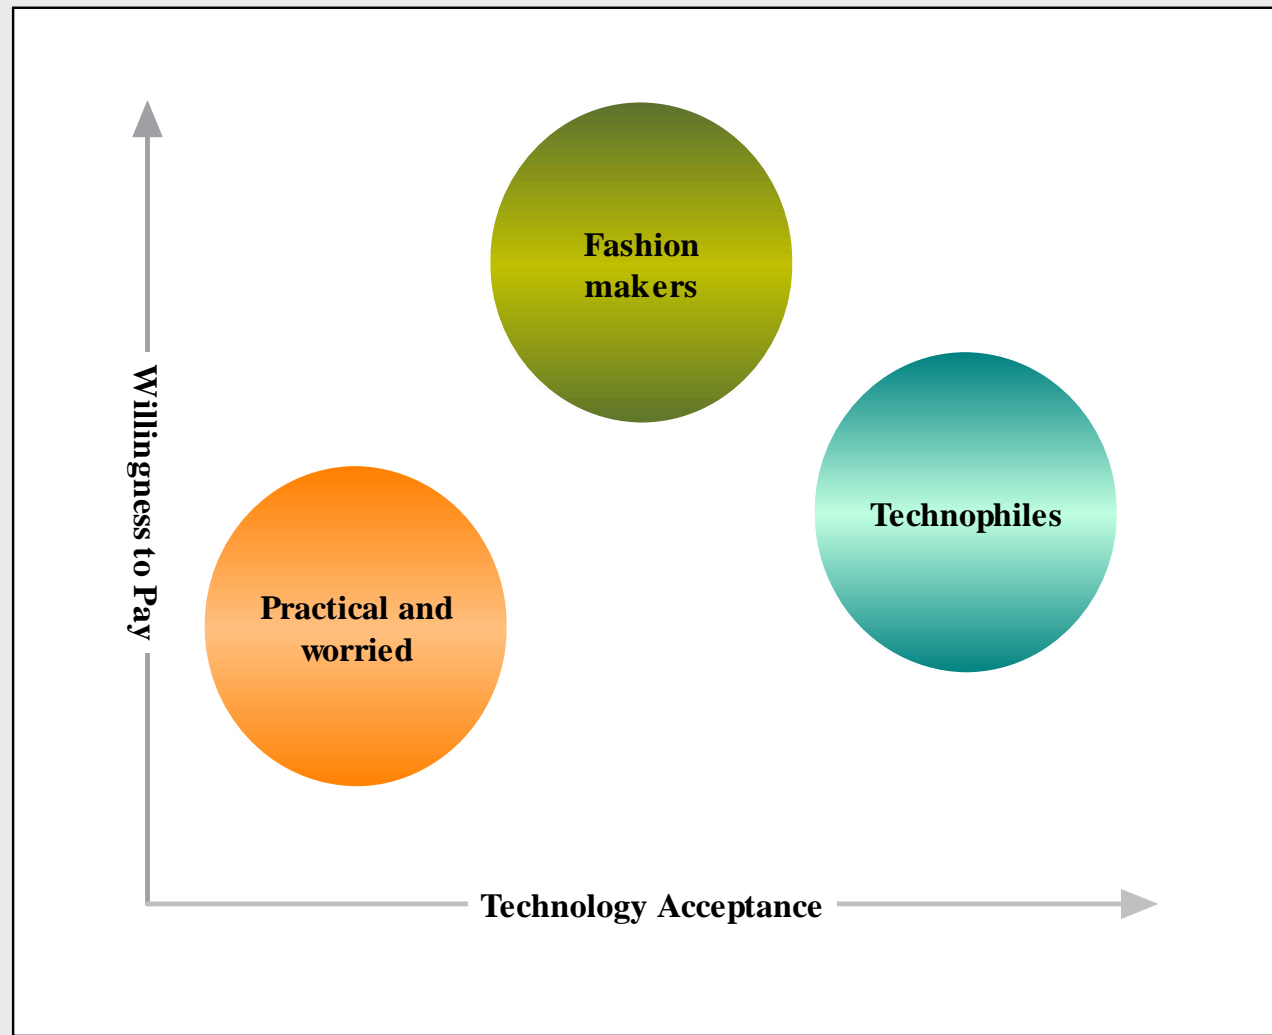 Fashion
makers
Willingness to Pay
Technophiles
Practical and
worried
Technology Acceptance